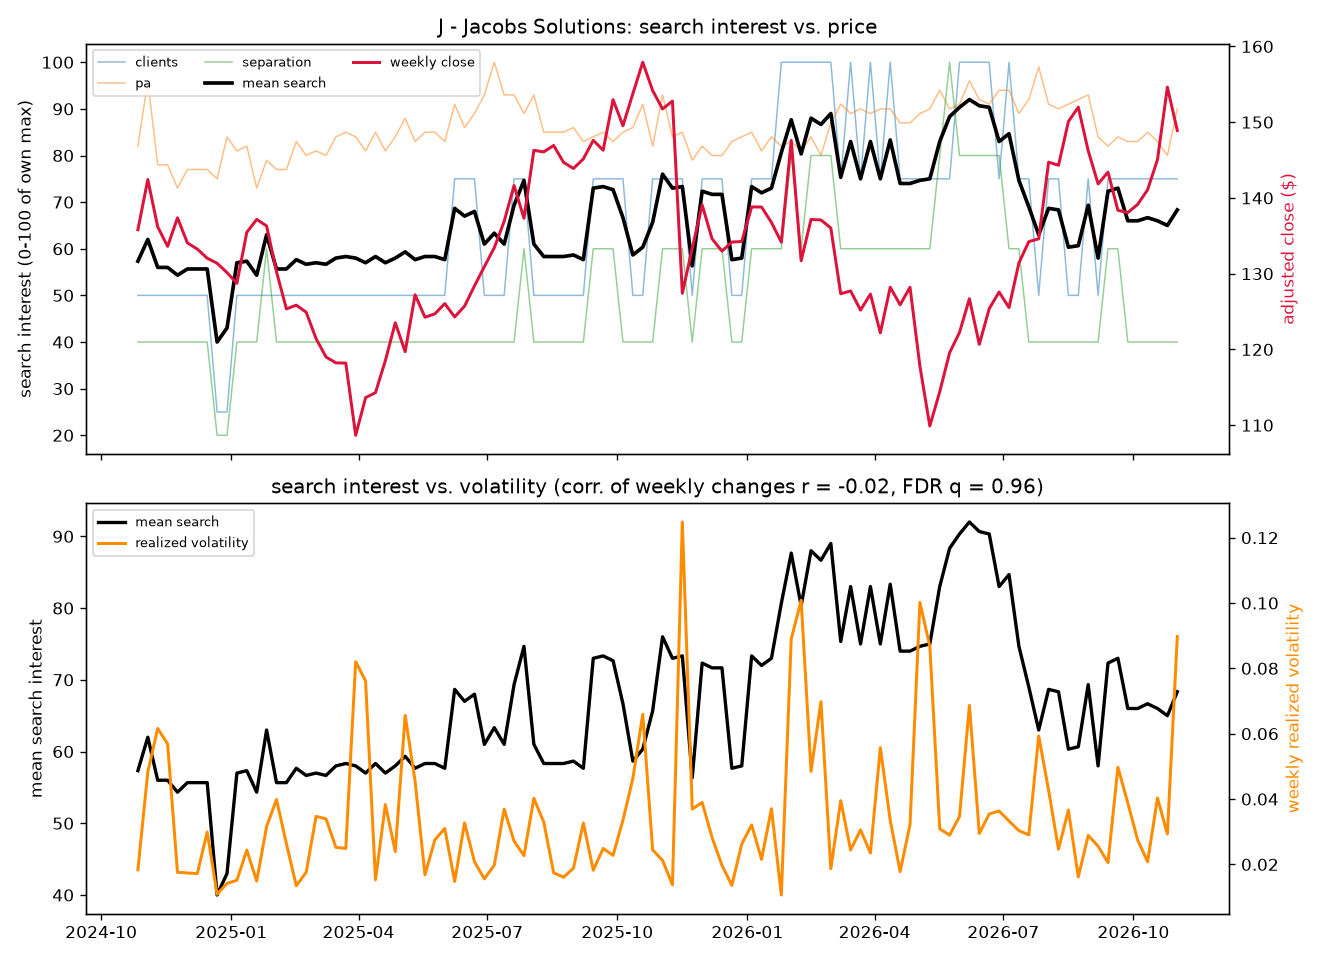 J - Jacobs Solutions: search interest vs. price
search interest (0-100 of own max)
100
90
80
70
60
50
40
30
20
clients
pa
separation
mean search
weekly close
160
150
140
130
120
110
adjusted close ($)
search interest vs. volatility (corr. of weekly changes r = -0.02, FDR q = 0.96)
mean search interest
90
80
70
60
50
40
mean search
realized volatility
0.12
0.10
0.08
0.06
0.04
0.02
weekly realized volatility
2024-10
2025-01
2025-04
2025-07
2025-10
2026-01
2026-04
2026-07
2026-10